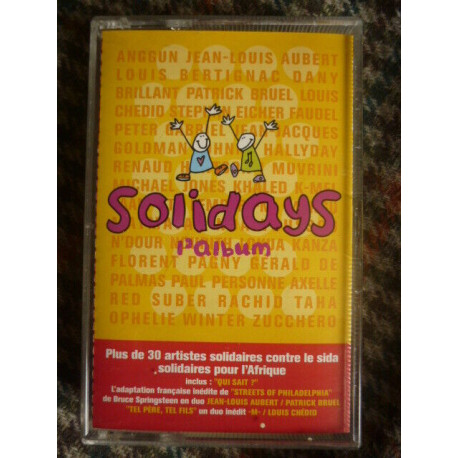 ANGGUN JEAN-LOUIS AUBERT
LOUIS BERTIGNAC DANY
BRILLANT PATRICK BRUEL LOUIS
CHEDID STEPHAN EICHER FAUDEL
PETER GABRIEL JEAN-JACQUES
GOLDMAN JOHNNY HALLYDAY
RENAUD MUVRINI
MICHAEL JONES KHALED K-M
solidays
l'album
N'DOUR KANZA
FLORENT PAGNY GERALD DE
PALMAS PAUL PERSONNE AXELLE
RED SUBER RACHID TAHA
OPHELIE WINTER ZUCCHERO
Plus de 30 artistes solidaires contre le sida
solidaires pour l'Afrique
inclus : "QUI SAIT ?"
L'adaptation française inédite de "STREETS OF PHILADELPHIA"
de Bruce Springsteen en duo JEAN-LOUIS AUBERT / PATRICK BRUEL
"TEL PÈRE, TEL FILS" un duo inédit -M- / LOUIS CHÉDID